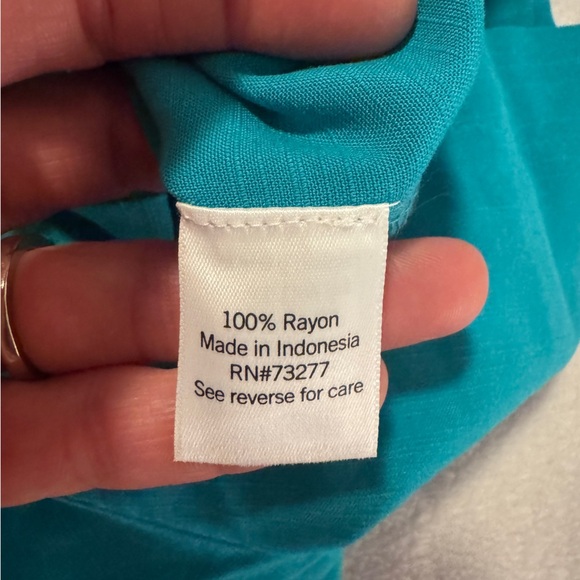 100% Rayon
Made in Indonesia
RN#73277
See reverse for care